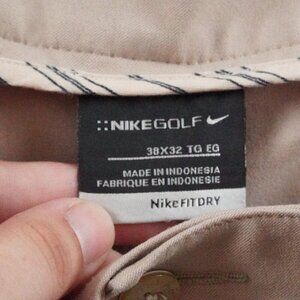 ::NIKEGOLF
38X32 TG EG
MADE IN INDONESIA
FABRIQUE EN INDONESIE
NikeFITDRY